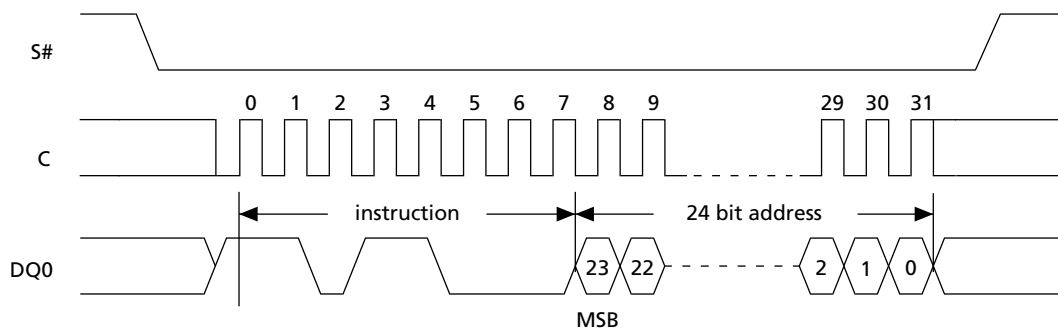 S#
0 1 2 3 4 5 6 7 8 9 29 30 31
C
instruction 24 bit address
DQ0 23 22 2 1 0
MSB